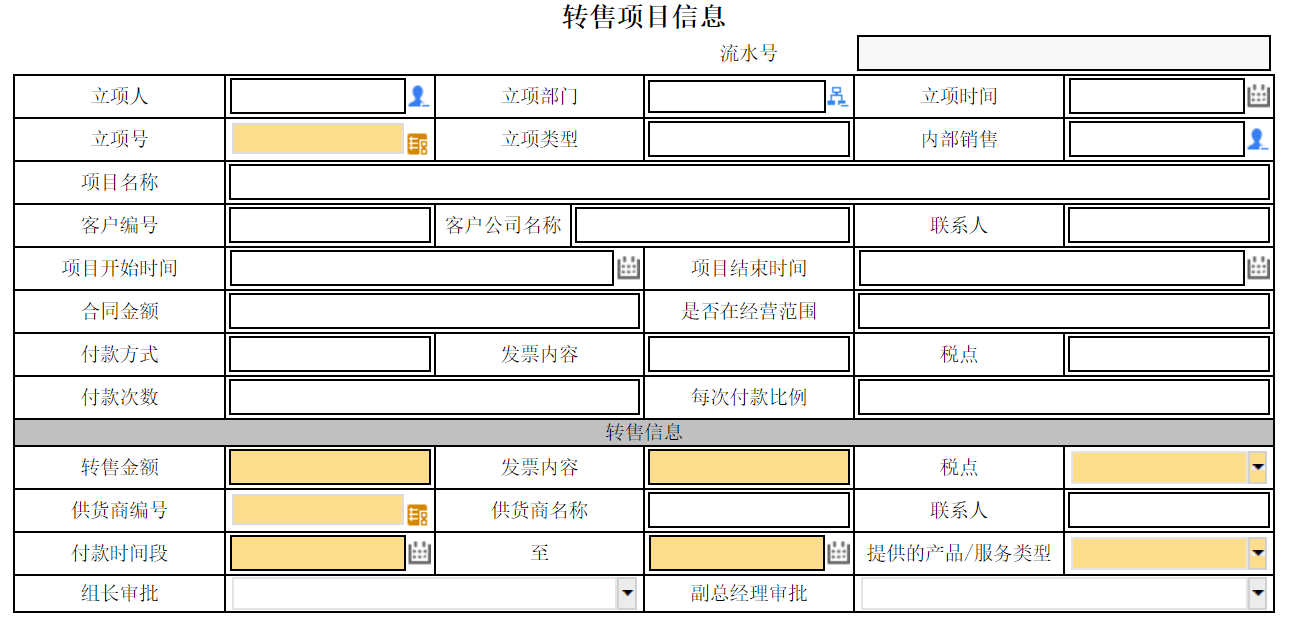 转售项目信息
流水号
立项人 立项部门 立项时间
立项号 立项类型 内部销售
项目名称
客户编号 客户公司名称 联系人
项目开始时间 项目结束时间
合同金额 是否在经营范围
付款方式 发票内容 税点
付款次数 每次付款比例
转售信息
转售金额 发票内容 税点
供货商编号 供货商名称 联系人
付款时间段 至 提供的产品/服务类型
组长审批 副总经理审批